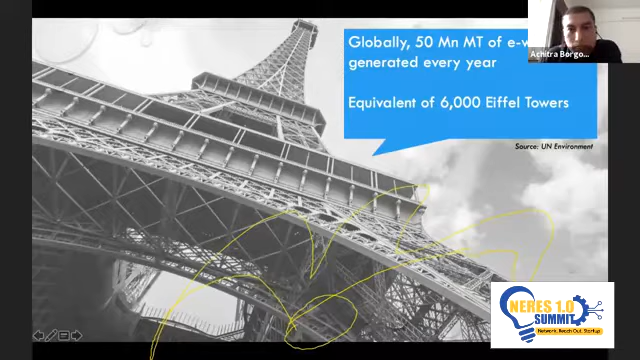 Globally, 50 Mn MT of e-w
generated every year
Equivalent of 6,000 Eiffel Towers
Source: UN Environment
Achitra Borgo...
NERES 1.0
SUMMIT
Network, Reach Out, Startup